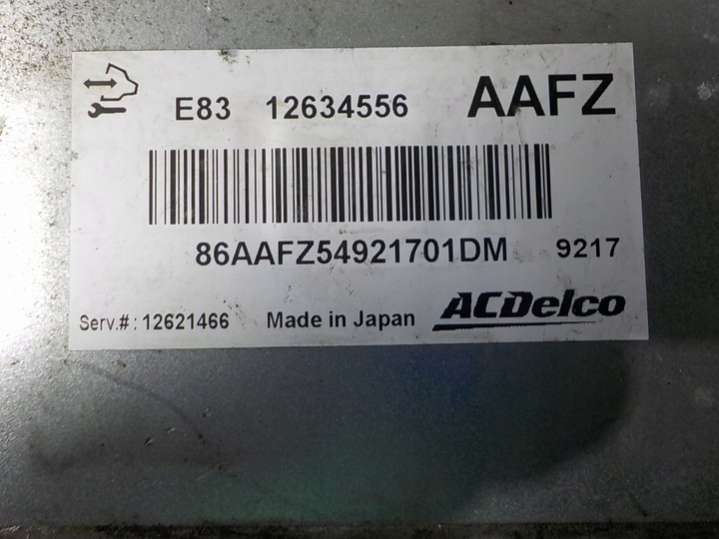 E83 12634556 AAFZ
86AAFZ54921701DM 9217
Serv.#: 12621466 Made in Japan ACDelco